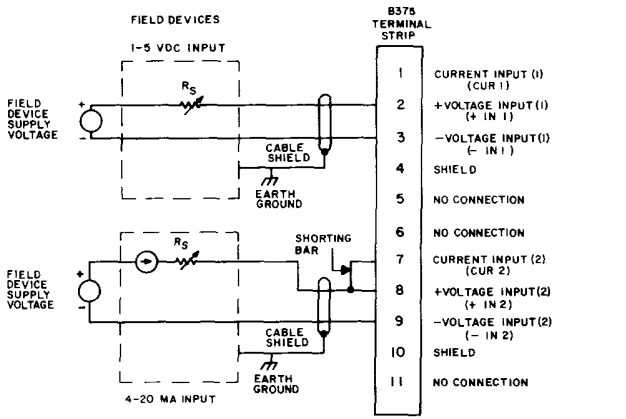 FIELD DEVICES
B375
TERMINAL
STRIP
1-5 VDC INPUT
RS
FIELD
DEVICE
SUPPLY
VOLTAGE
+
-
CABLE
SHIELD
EARTH
GROUND
1 CURRENT INPUT (1)
(CUR 1)
2 +VOLTAGE INPUT (1)
(+ IN 1)
3 -VOLTAGE INPUT (1)
(- IN 1)
4 SHIELD
5 NO CONNECTION
6 NO CONNECTION
7 CURRENT INPUT (2)
(CUR 2)
8 +VOLTAGE INPUT (2)
(+ IN 2)
9 -VOLTAGE INPUT (2)
(- IN 2)
10 SHIELD
11 NO CONNECTION
RS
SHORTING
BAR
FIELD
DEVICE
SUPPLY
VOLTAGE
+
-
CABLE
SHIELD
EARTH
GROUND
4-20 MA INPUT